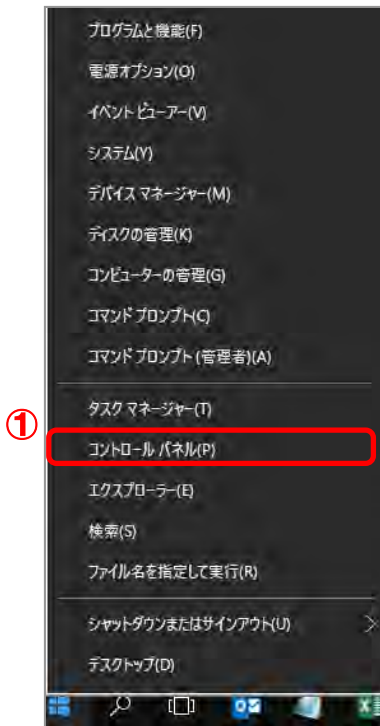 プログラムと機能(F)
電源オプション(O)
イベント ビューアー(V)
システム(Y)
デバイス マネージャー(M)
ディスクの管理(K)
コンピューターの管理(G)
コマンド プロンプト(C)
コマンド プロンプト (管理者)(A)
タスク マネージャー(T)
①
コントロール パネル(P)
エクスプローラー(E)
検索(S)
ファイル名を指定して実行(R)
シャットダウンまたはサインアウト(U)
デスクトップ(D)